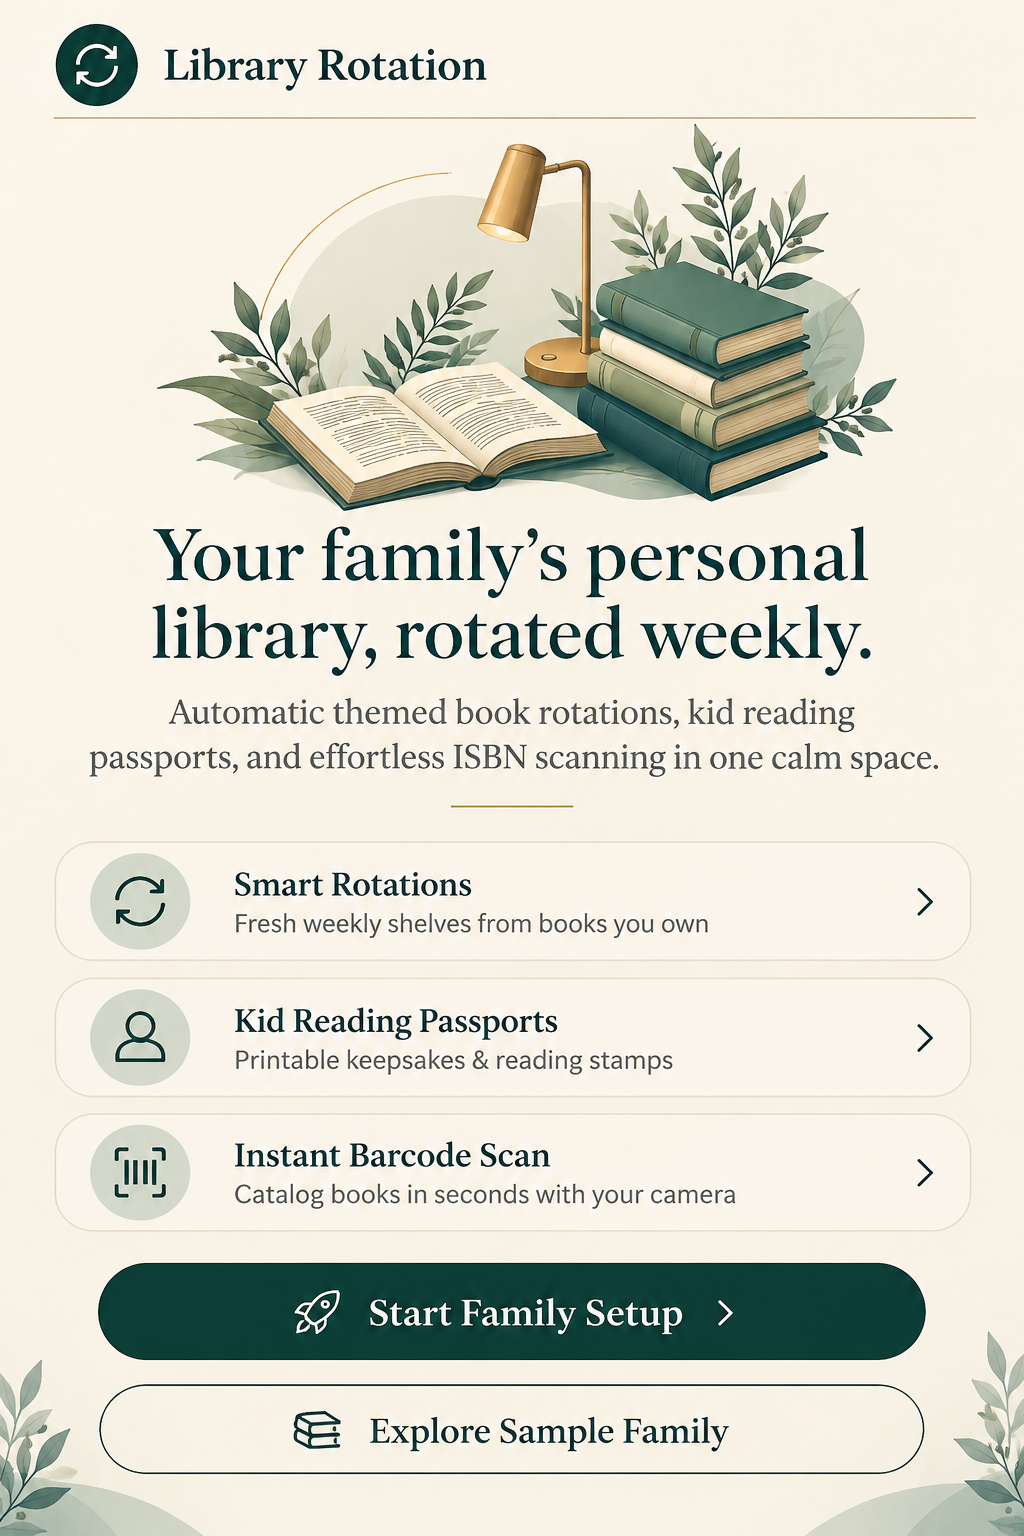 Library Rotation
Your family’s personal
library, rotated weekly.
Automatic themed book rotations, kid reading
passports, and effortless ISBN scanning in one calm space.
Smart Rotations
Fresh weekly shelves from books you own
Kid Reading Passports
Printable keepsakes & reading stamps
Instant Barcode Scan
Catalog books in seconds with your camera
Start Family Setup
Explore Sample Family